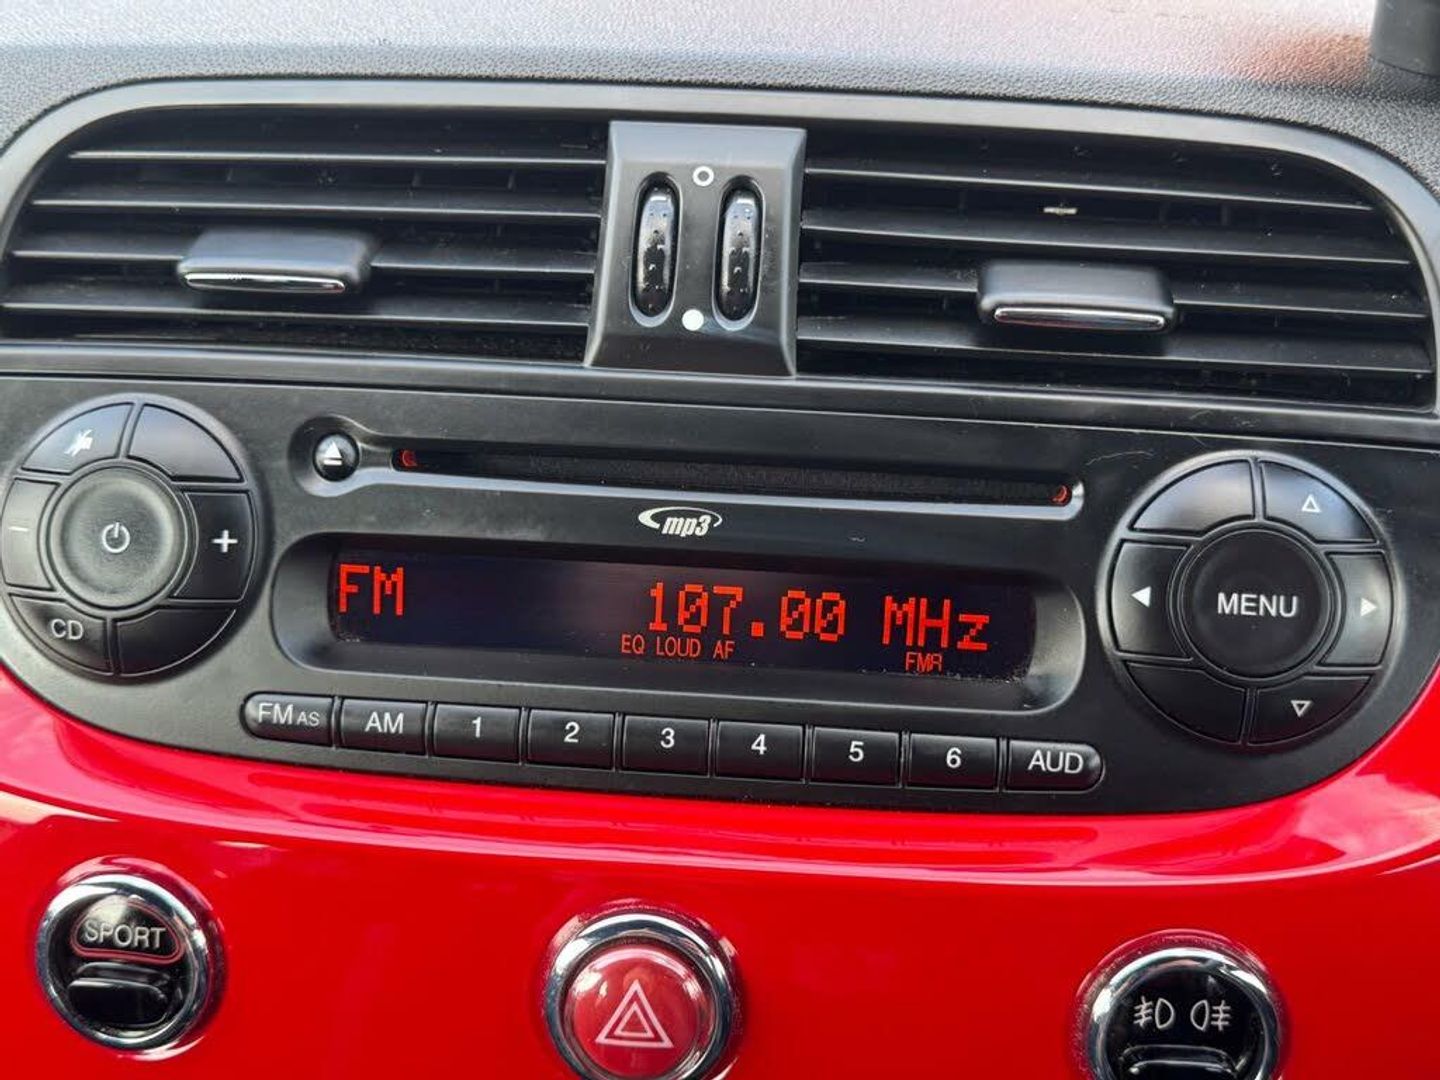 mp3
FM 107.00 MHz
EQ LOUD AF FMA
- +
CD
MENU
FM AS AM 1 2 3 4 5 6 AUD
SPORT